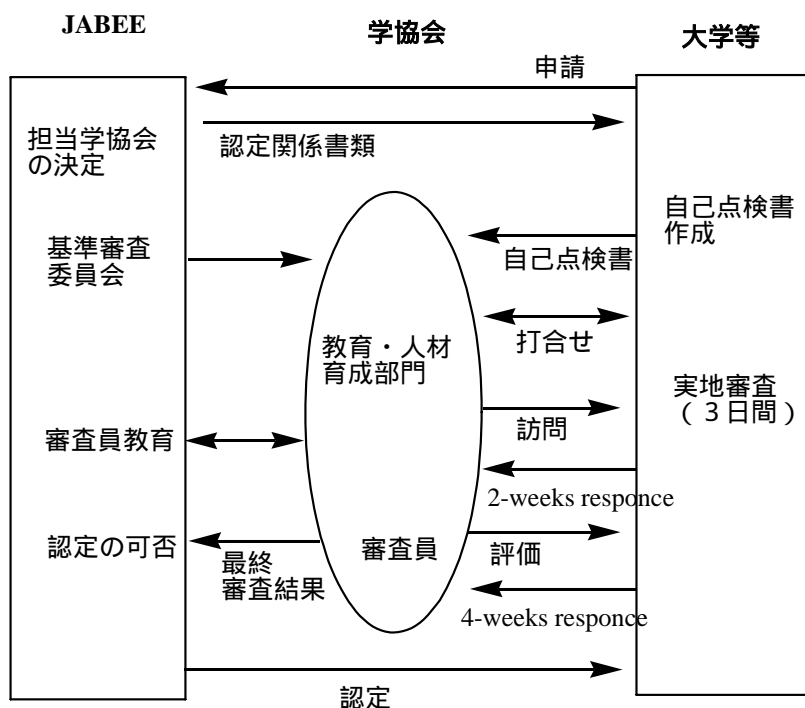 JABEE
学協会
大学等
申請
認定関係書類
担当学協会
の決定
自己点検書
作成
自己点検書
基準審査
委員会
打合せ
教育・人材
育成部門
実地審査
(3日間)
訪問
審査員教育
2-weeks responce
認定の可否
最終
審査結果
審査員
評価
4-weeks responce
認定